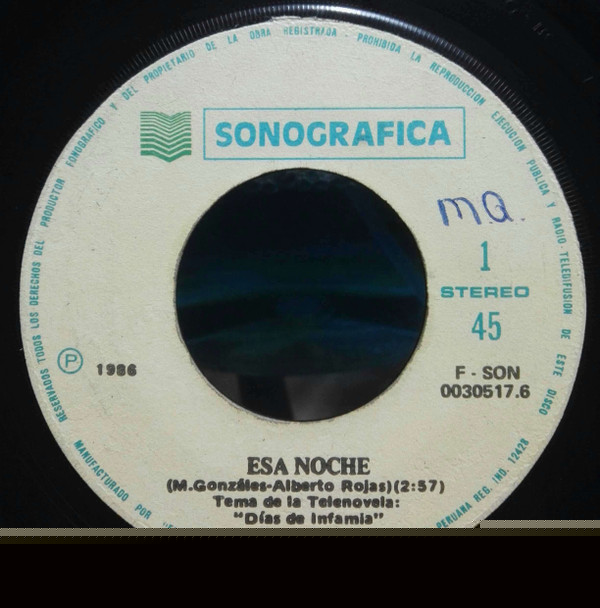 RESERVADOS TODOS LOS DERECHOS DEL PRODUCTOR FONOGRAFICO Y DEL PROPIETARIO DE LA OBRA REGISTRADA · PROHIBIDA LA REPRODUCCION EJECUCION PUBLICA Y RADIO-TELEDIFUSION DE ESTE DISCO
SONOGRAFICA
m.a.
1
STEREO
45
P 1986
F - SON
0030517.6
ESA NOCHE
(M.Gonzáles-Alberto Rojas)(2:57)
Tema de la Telenovela:
"Días de Infamia"
MANUFACTURADO POR
PERUANA REG. IND. 12428